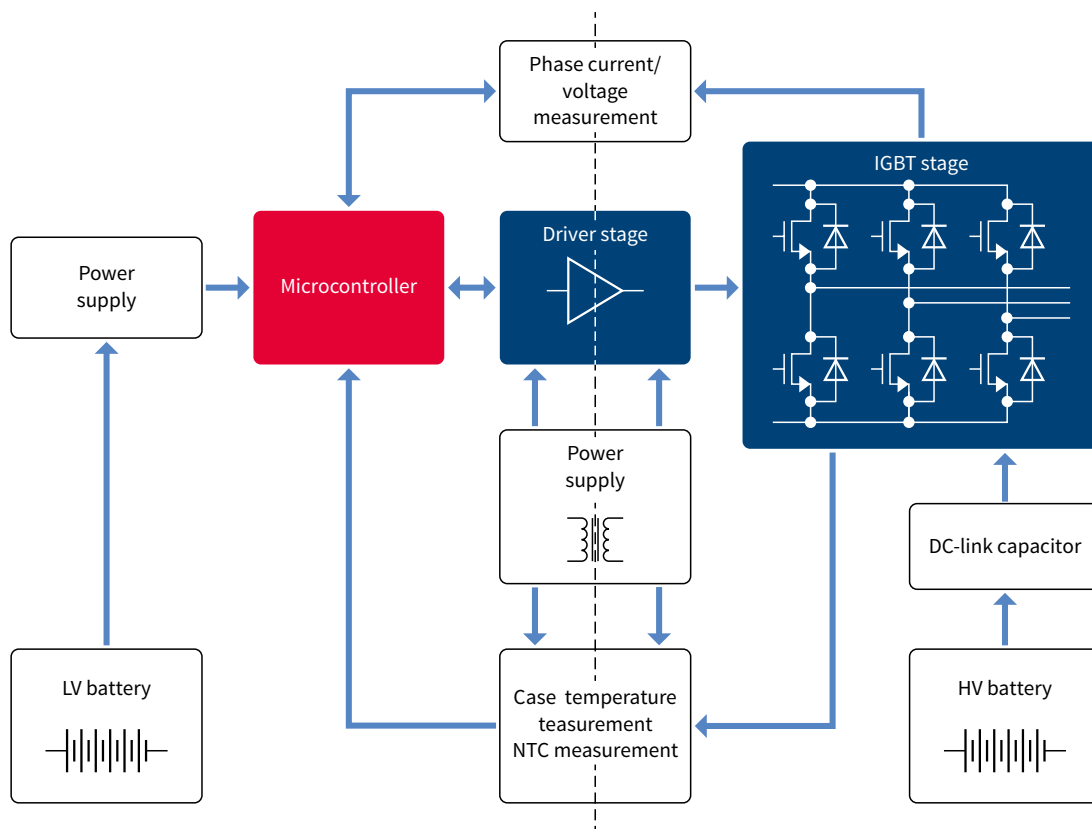 Phase current/
voltage
measurement
IGBT stage
Power
supply
Microcontroller
Driver stage
Power
supply
DC-link capacitor
LV battery
Case temperature
teasurement
NTC measurement
HV battery